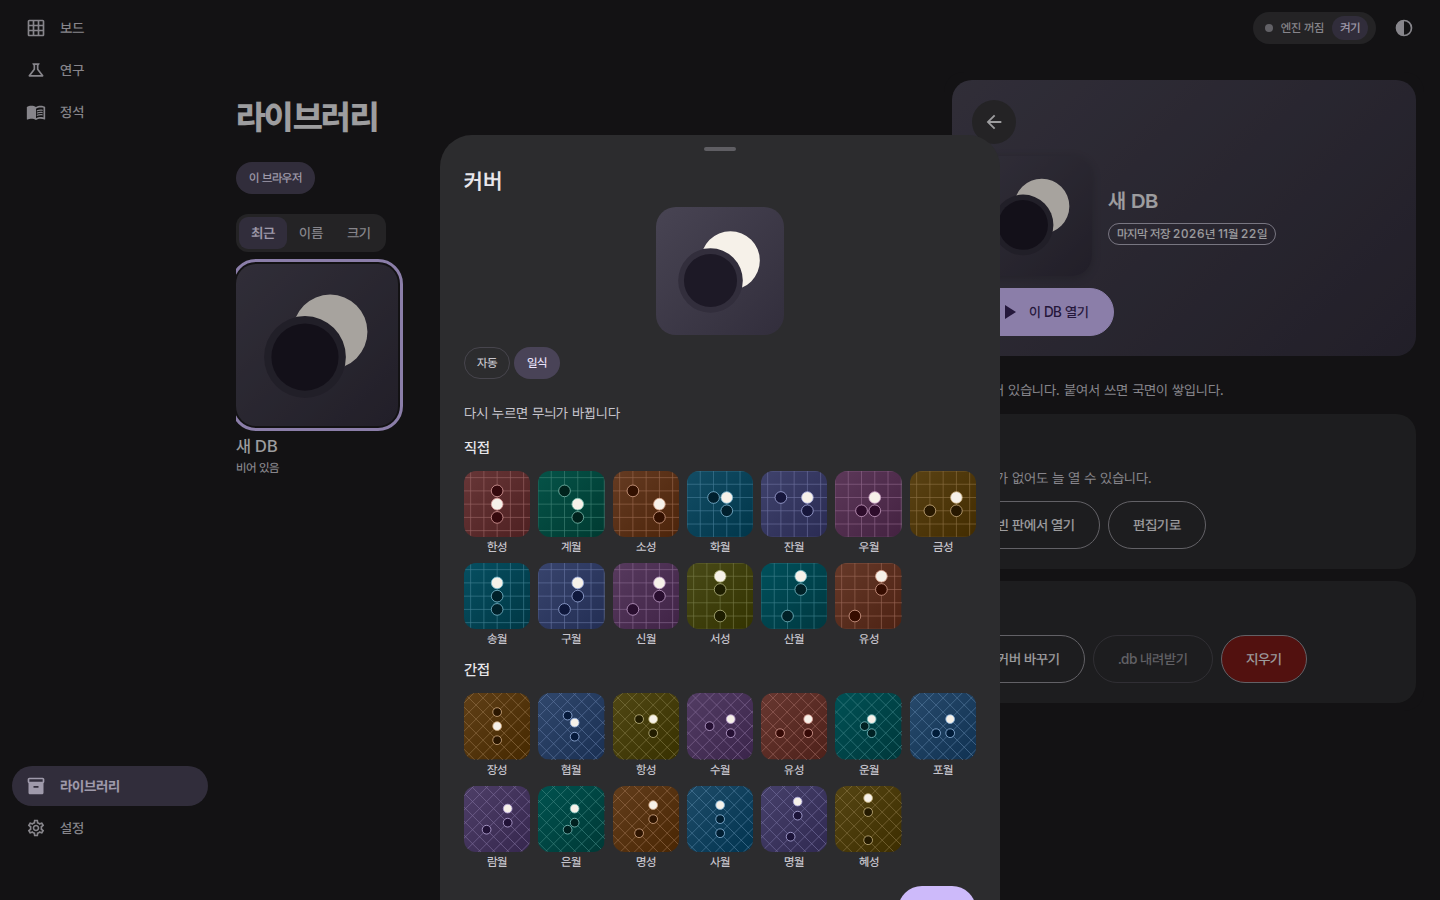 보드
연구
정석
라이브러리
설정
엔진 꺼짐
켜기
라이브러리
이 브라우저
최근
이름
크기
새 DB
비어 있음
커버
자동
일식
다시 누르면 무늬가 바뀝니다
직접
한성
계월
소성
화월
잔월
우월
금성
송월
구월
신월
서성
산월
유성
간접
장성
협월
항성
수월
유성
운월
포월
람월
은월
명성
사월
명월
혜성
새 DB
마지막 저장 2026년 11월 22일
이 DB 열기
있습니다. 붙여서 쓰면 국면이 쌓입니다.
없어도 늘 열 수 있습니다.
빈 판에서 열기
편집기로
커버 바꾸기
.db 내려받기
지우기